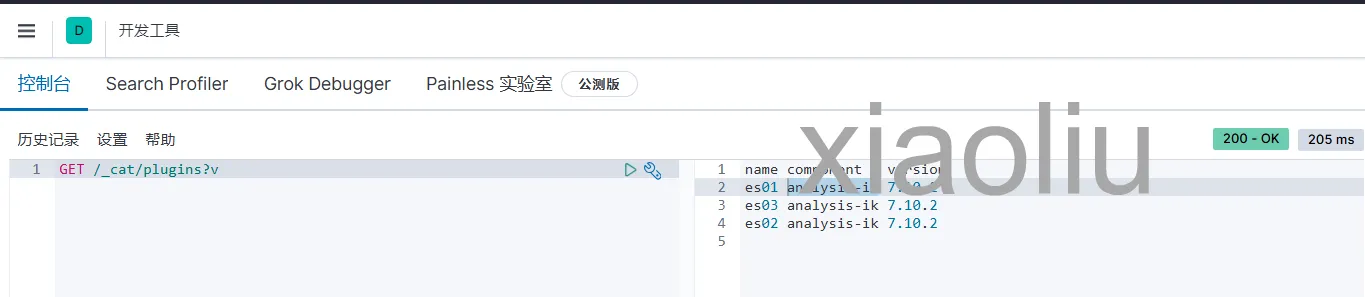 D 开发工具
控制台 Search Profiler Grok Debugger Painless 实验室 公测版
历史记录 设置 帮助
200 - OK 205 ms
xiaoliu
1 GET /_cat/plugins?v
1 name component version
2 es01 analysis-ik 7.10.2
3 es03 analysis-ik 7.10.2
4 es02 analysis-ik 7.10.2
5